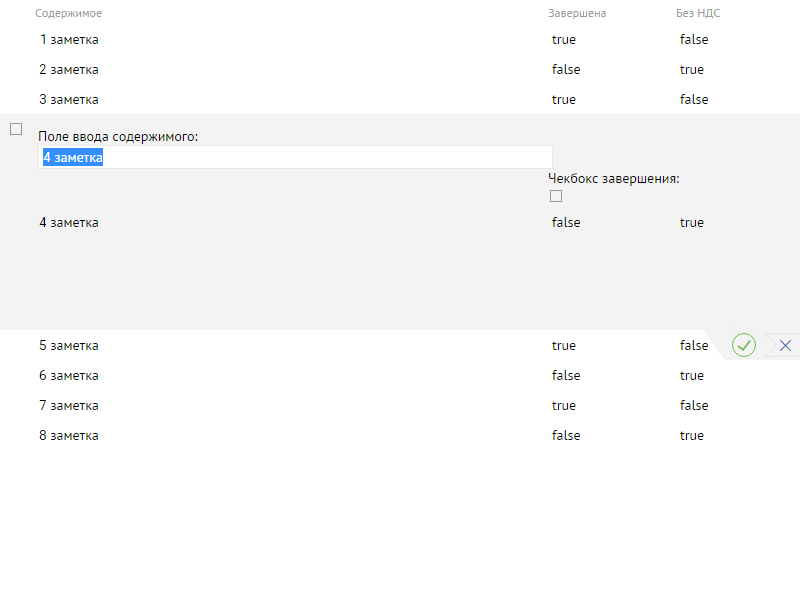 Содержимое Завершена Без НДС
1 заметка true false
2 заметка false true
3 заметка true false
Поле ввода содержимого:
4 заметка
Чекбокс завершения:
4 заметка false true
5 заметка true false
6 заметка false true
7 заметка true false
8 заметка false true